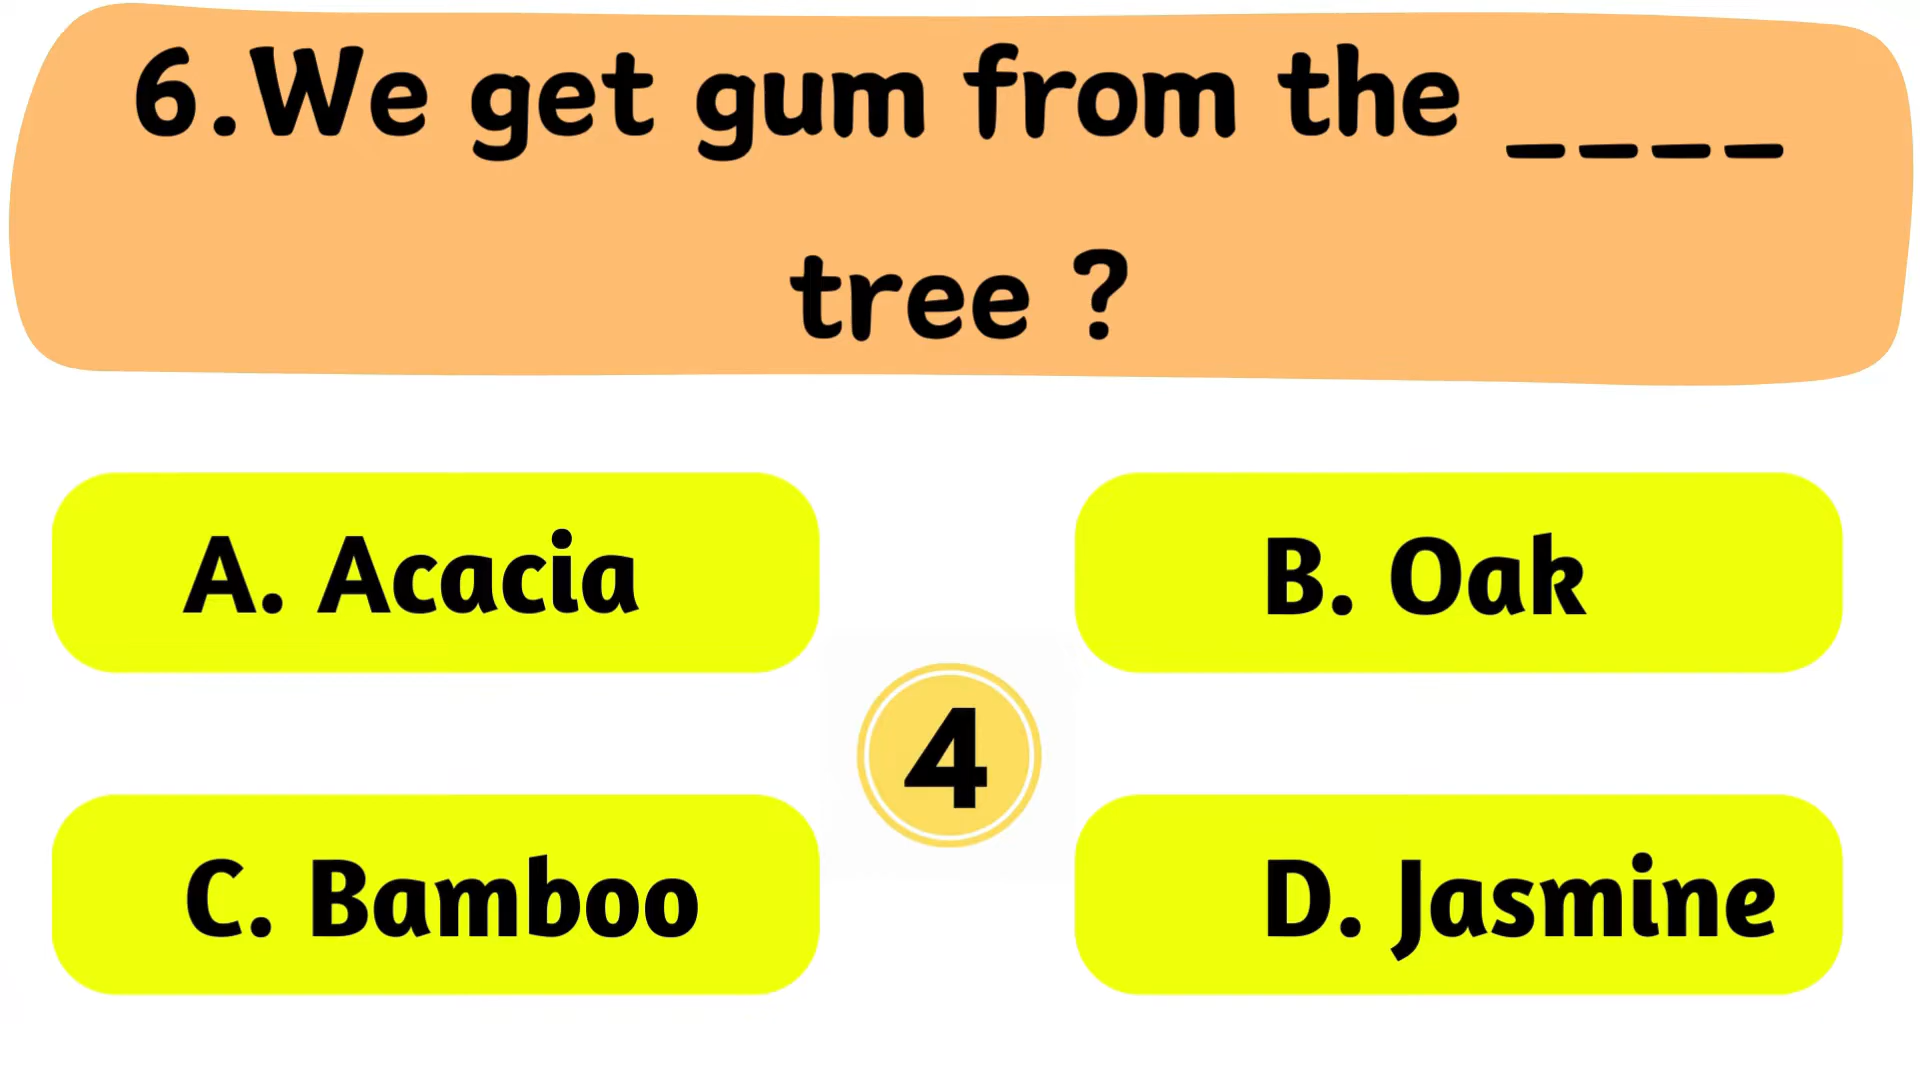 6.We get gum from the ____
tree ?
A. Acacia
B. Oak
4
C. Bamboo
D. Jasmine